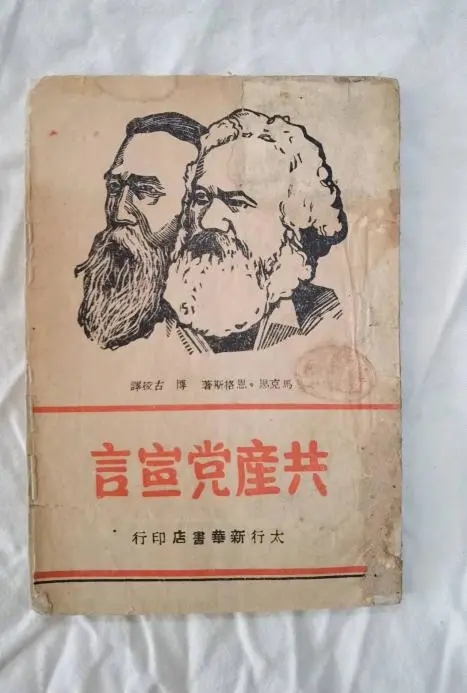 馬克思·恩格斯著 博古校譯
共産党宣言
太行新華書店印行